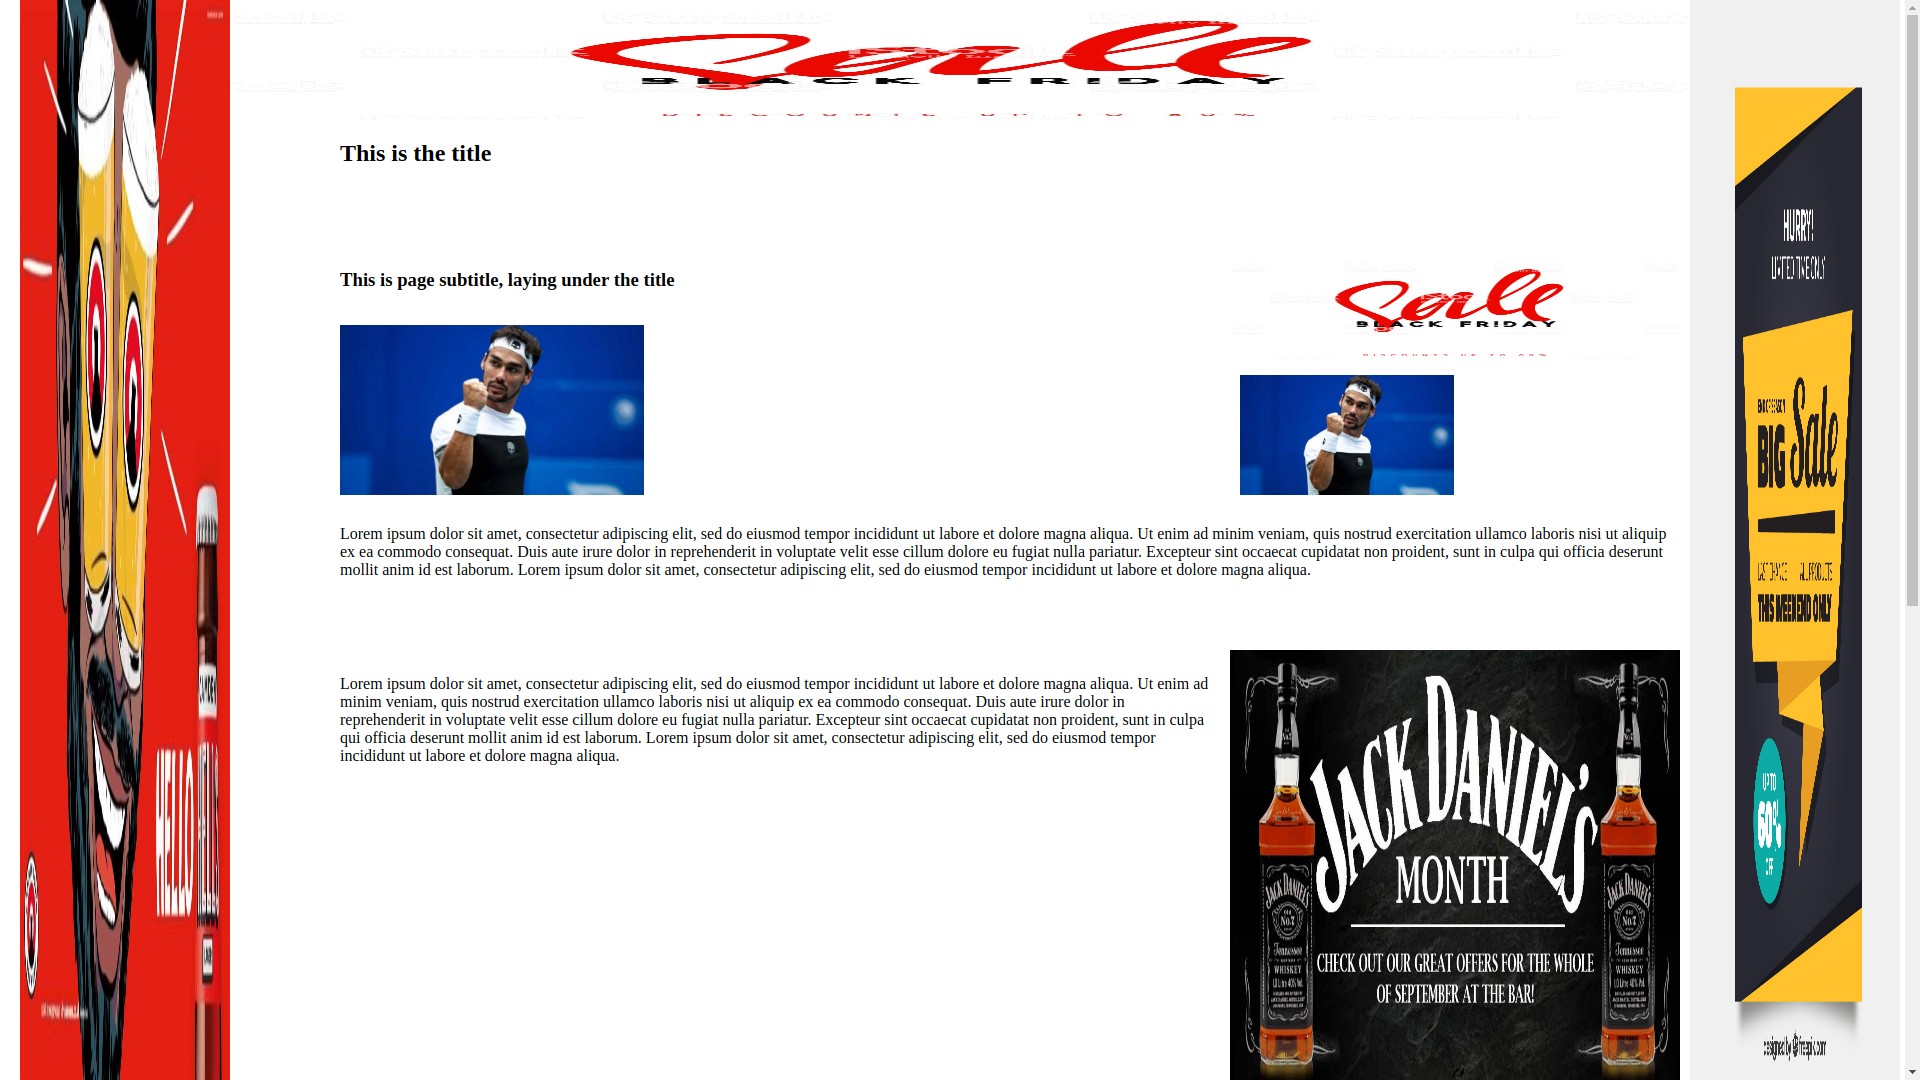 Sale
BLACK FRIDAY
This is the title
This is page subtitle, laying under the title
Sale
BLACK FRIDAY
DISCOUNTS UP TO 80%
Lorem ipsum dolor sit amet, consectetur adipiscing elit, sed do eiusmod tempor incididunt ut labore et dolore magna aliqua. Ut enim ad minim veniam, quis nostrud exercitation ullamco laboris nisi ut aliquip
ex ea commodo consequat. Duis aute irure dolor in reprehenderit in voluptate velit esse cillum dolore eu fugiat nulla pariatur. Excepteur sint occaecat cupidatat non proident, sunt in culpa qui officia deserunt
mollit anim id est laborum. Lorem ipsum dolor sit amet, consectetur adipiscing elit, sed do eiusmod tempor incididunt ut labore et dolore magna aliqua.
Lorem ipsum dolor sit amet, consectetur adipiscing elit, sed do eiusmod tempor incididunt ut labore et dolore magna aliqua. Ut enim ad
minim veniam, quis nostrud exercitation ullamco laboris nisi ut aliquip ex ea commodo consequat. Duis aute irure dolor in
reprehenderit in voluptate velit esse cillum dolore eu fugiat nulla pariatur. Excepteur sint occaecat cupidatat non proident, sunt in culpa
qui officia deserunt mollit anim id est laborum. Lorem ipsum dolor sit amet, consectetur adipiscing elit, sed do eiusmod tempor
incididunt ut labore et dolore magna aliqua.
JACK DANIEL'S
MONTH
CHECK OUT OUR GREAT OFFERS FOR THE WHOLE
OF SEPTEMBER AT THE BAR!
HELLO
HELLS
HURRY!
LIMITED TIME ONLY
END OF SEASON
BIG Sale
LAST CHANCE ALL PRODUCTS
THIS WEEKEND ONLY
UP TO
60%
OFF
designed by freepik.com